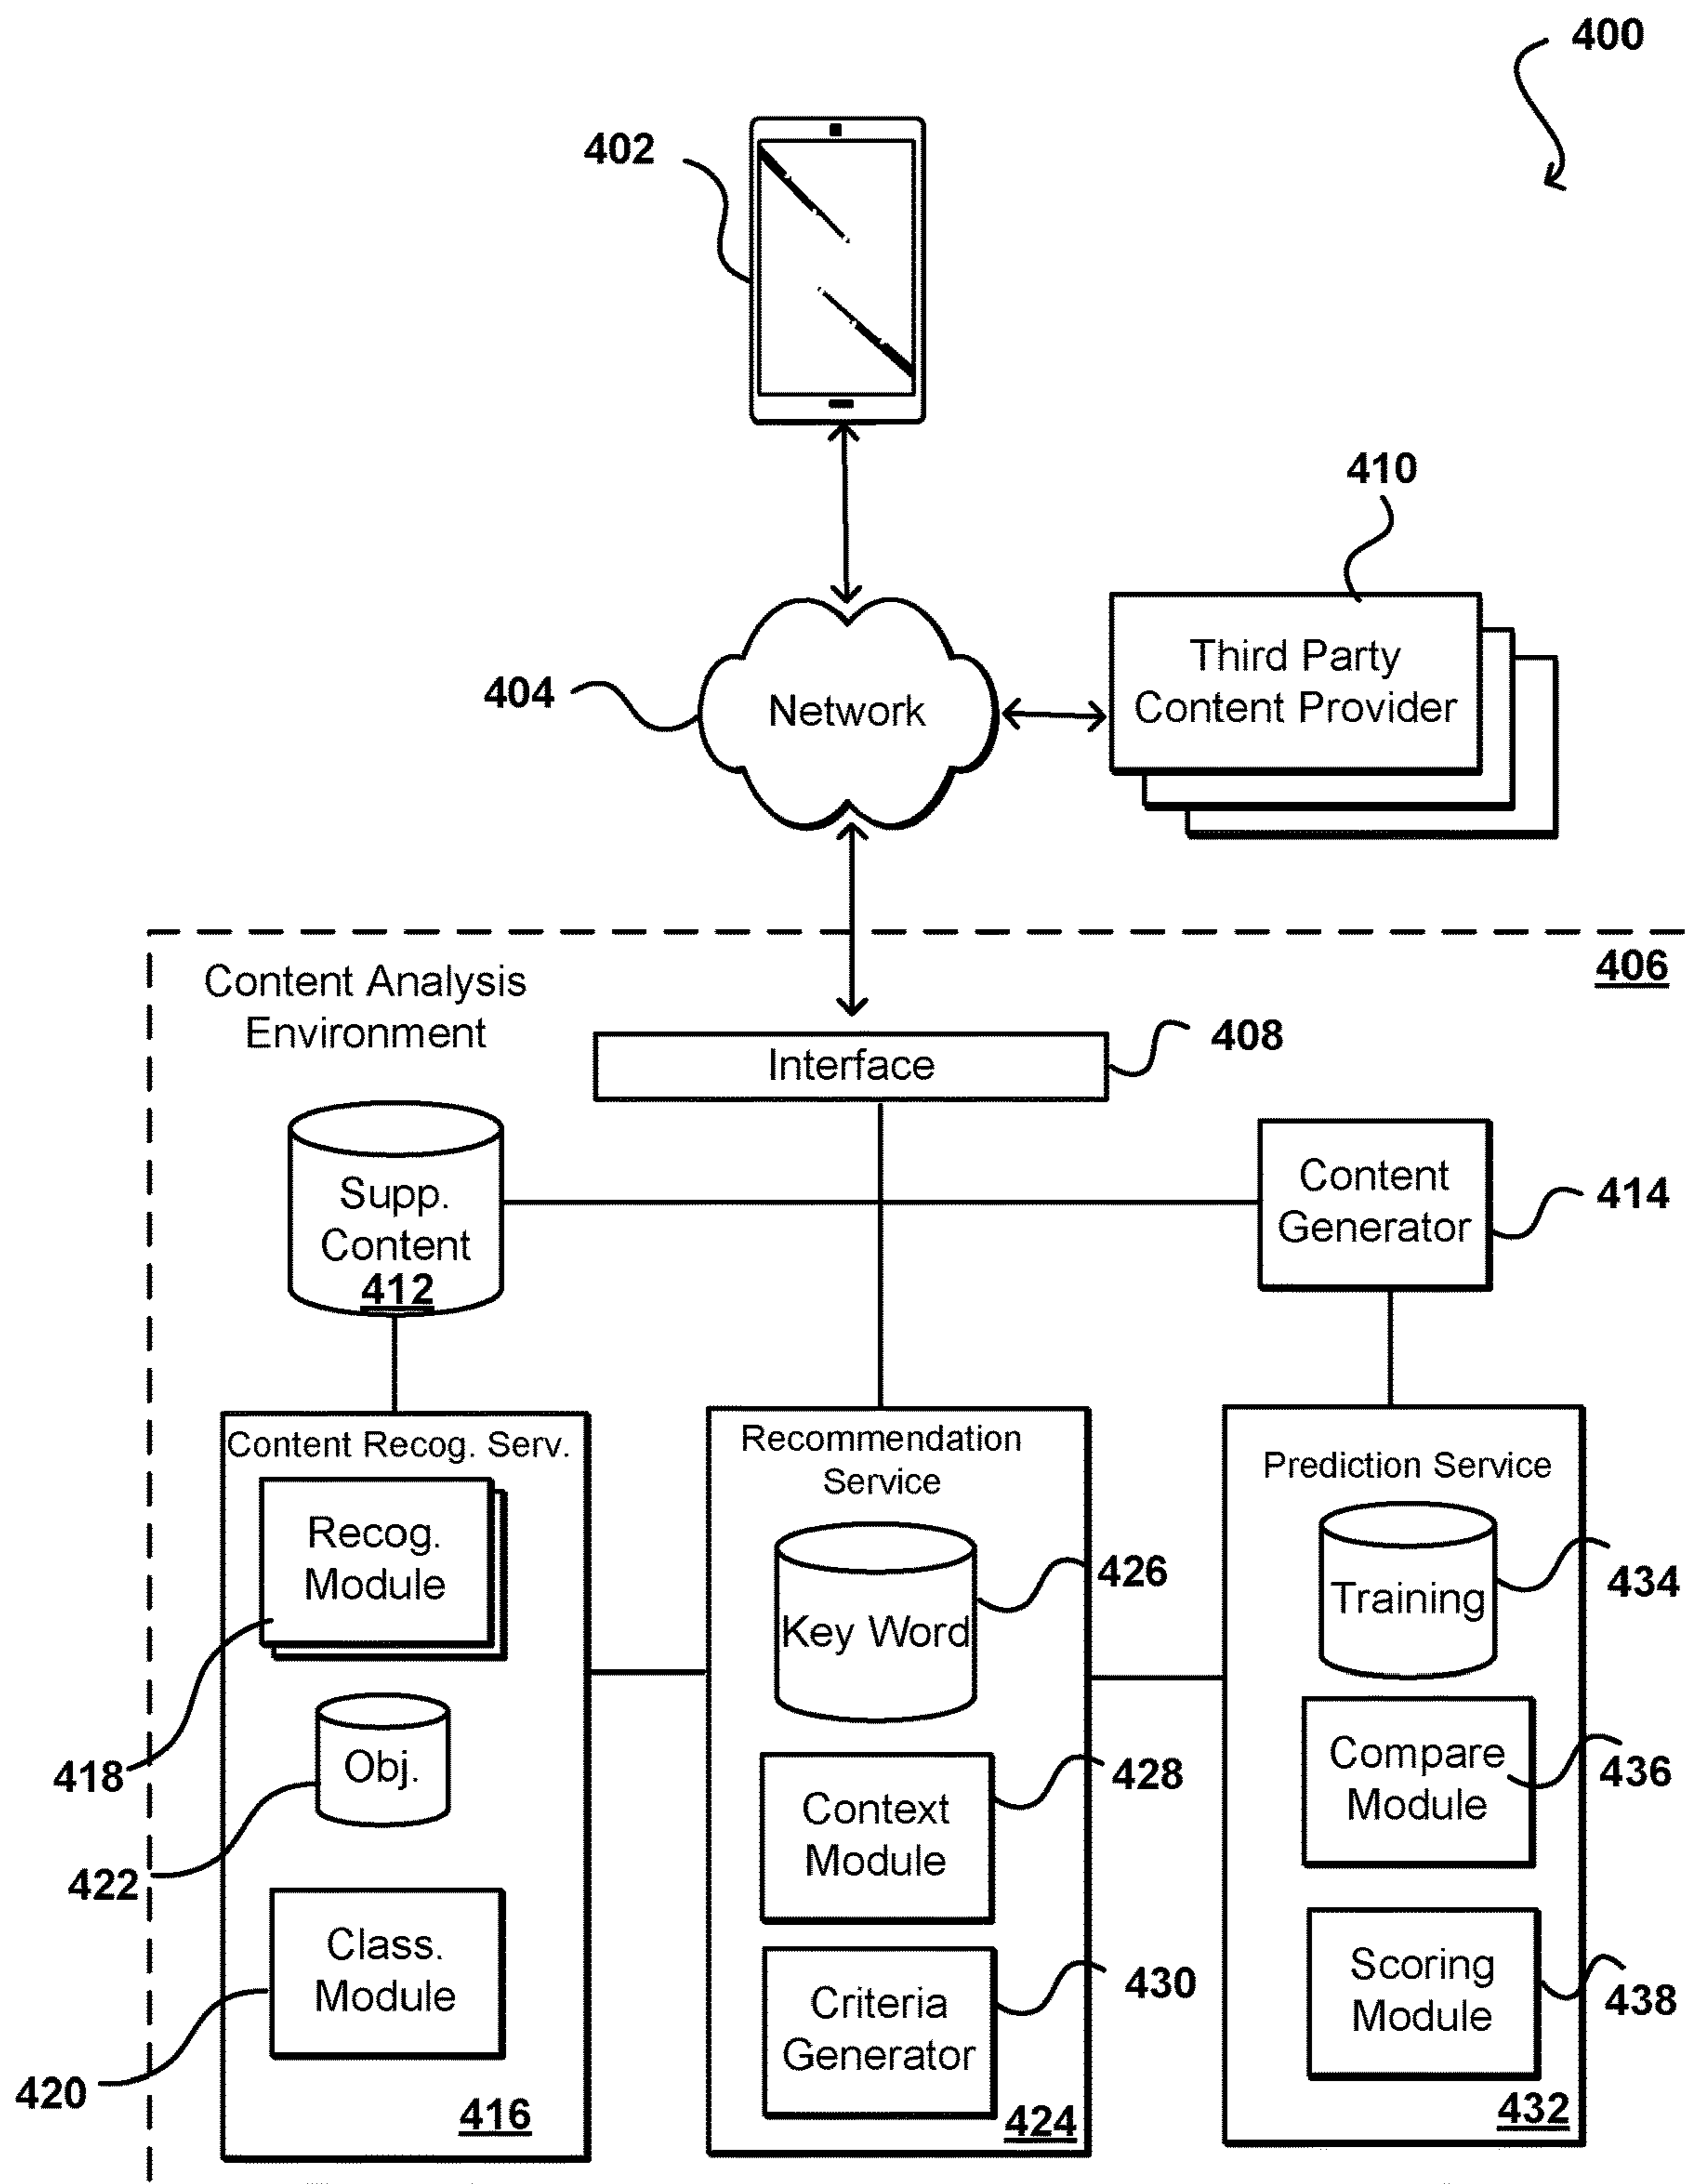 400
402
410
Third Party
Content Provider
404
Network
406
Content Analysis
Environment
408
Interface
Supp.
Content
412
Content
Generator
414
Content Recog. Serv.
Recog.
Module
418
Obj.
422
Class.
Module
420
416
Recommendation
Service
Key Word
426
Context
Module
428
Criteria
Generator
430
424
Prediction Service
Training
434
Compare
Module
436
Scoring
Module
438
432